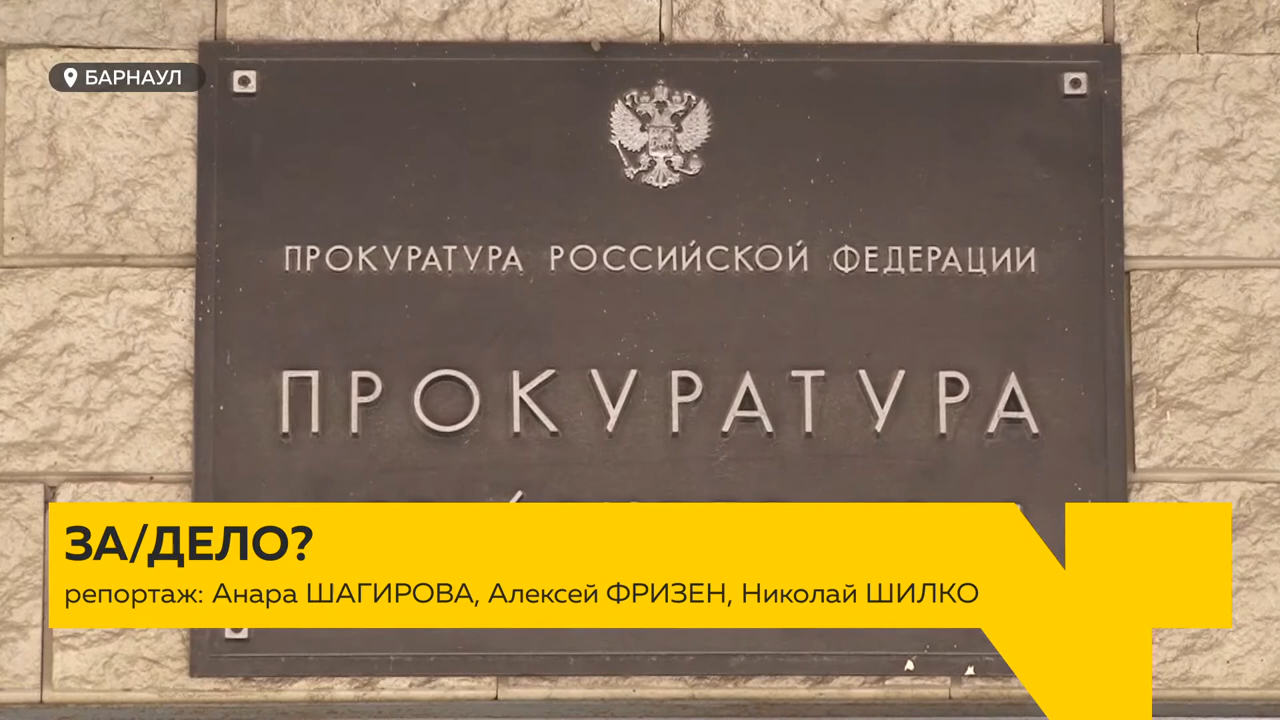 БАРНАУЛ
ПРОКУРАТУРА РОССИЙСКОЙ ФЕДЕРАЦИИ
ПРОКУРАТУРА
ЗА/ДЕЛО?
репортаж: Анара ШАГИРОВА, Алексей ФРИЗЕН, Николай ШИЛКО